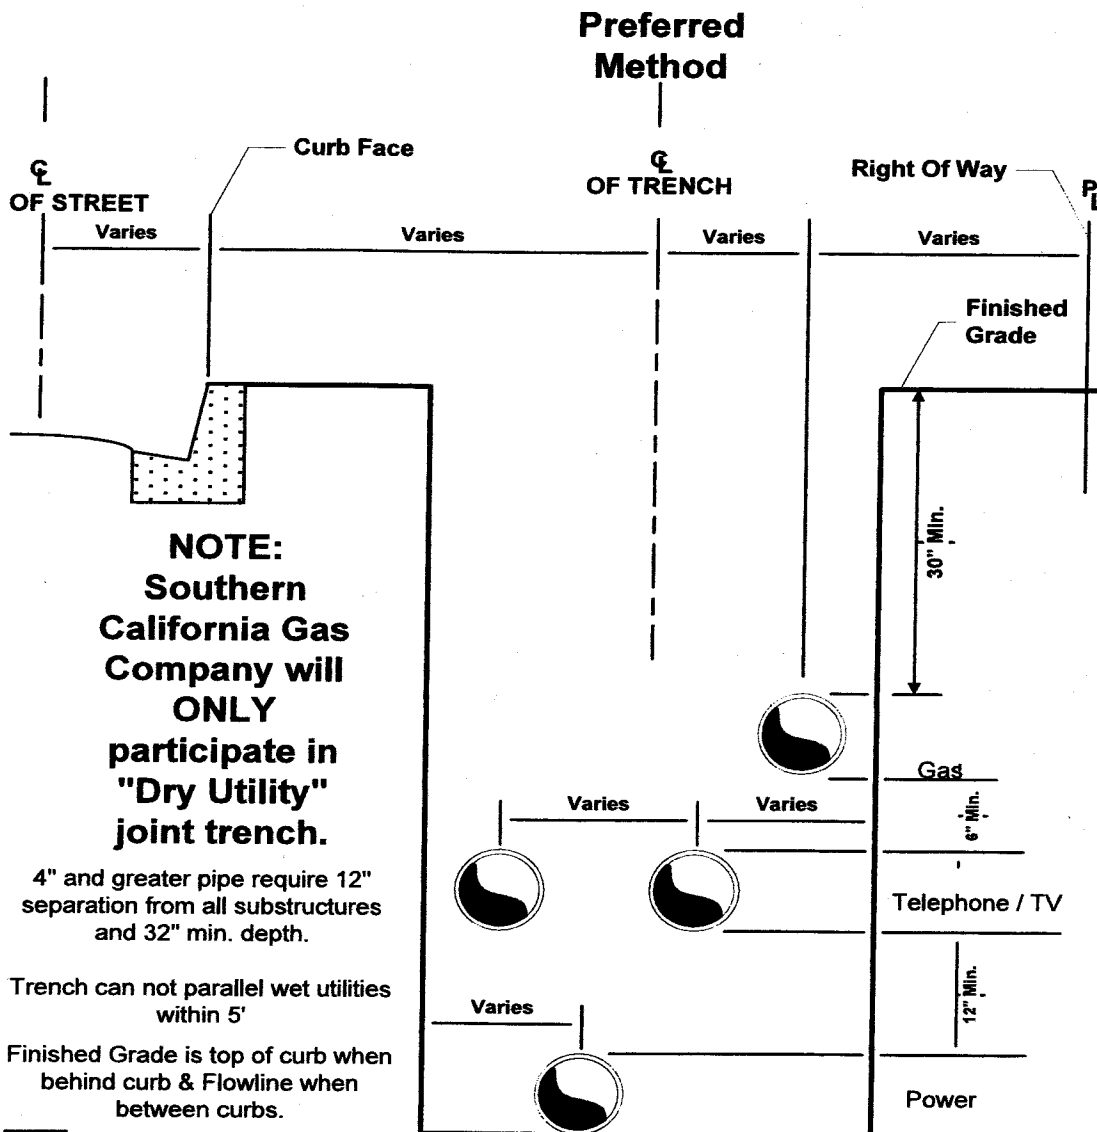 Preferred
Method
Curb Face
℄
OF STREET
℄
OF TRENCH
Right Of Way
Varies
Varies
Varies
Varies
Finished
Grade
30" Min.
NOTE:
Southern
California Gas
Company will
ONLY
participate in
"Dry Utility"
joint trench.
Gas
Varies
Varies
6" Min.
4" and greater pipe require 12"
separation from all substructures
and 32" min. depth.
Telephone / TV
Trench can not parallel wet utilities
within 5'
12" Min.
Varies
Finished Grade is top of curb when
behind curb & Flowline when
between curbs.
Power